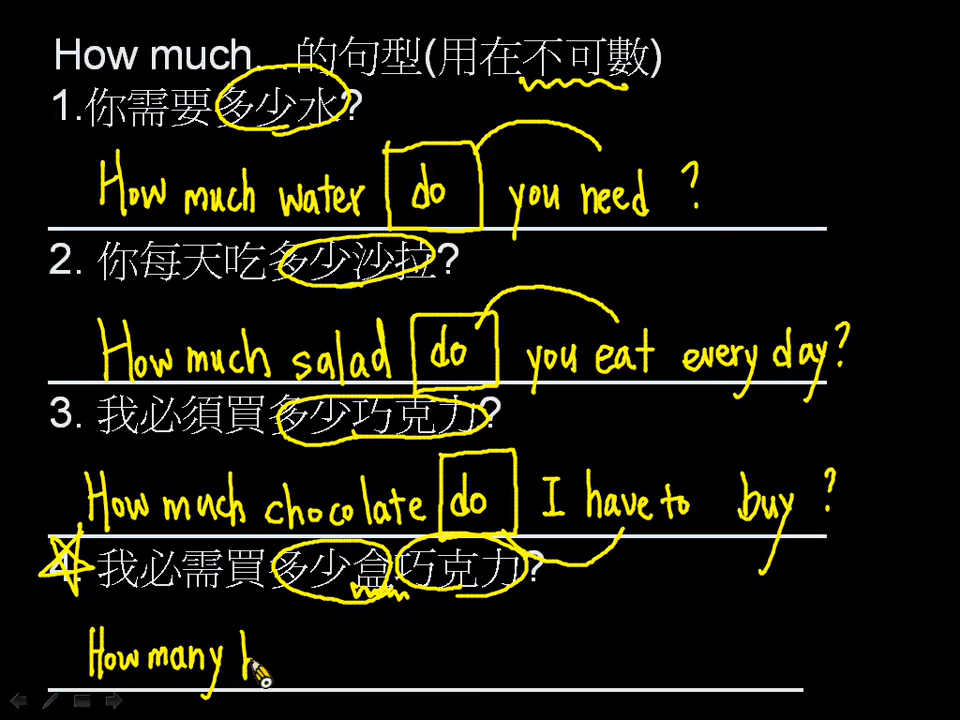 How much...的句型(用在不可數)
1.你需要多少水?
How much water do you need ?
2. 你每天吃多少沙拉?
How much salad do you eat every day?
3. 我必須買多少巧克力?
How much chocolate do I have to buy ?
4. 我必需買多少盒巧克力?
How many